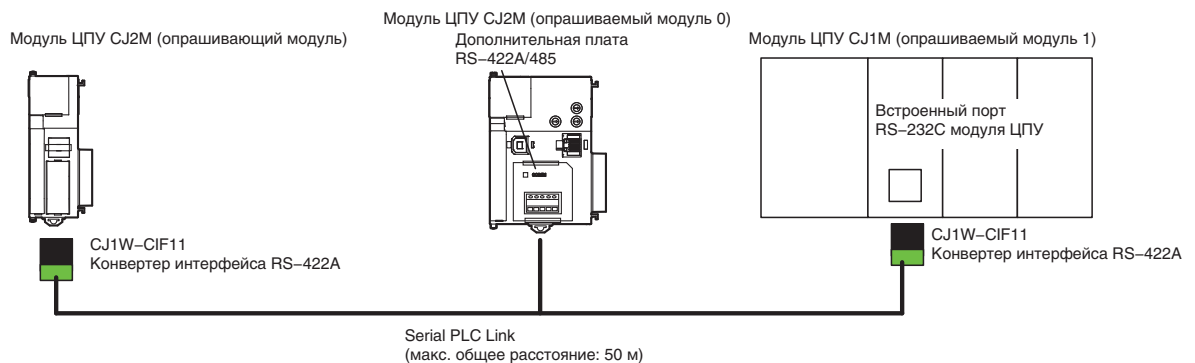 Модуль ЦПУ CJ2M (опрашивающий модуль)
Модуль ЦПУ CJ2M (опрашиваемый модуль 0)
Дополнительная плата
RS−422A/485
Модуль ЦПУ CJ1M (опрашиваемый модуль 1)
Встроенный порт
RS−232C модуля ЦПУ
CJ1W−CIF11
Конвертер интерфейса RS−422A
CJ1W−CIF11
Конвертер интерфейса RS−422A
Serial PLC Link
(макс. общее расстояние: 50 м)